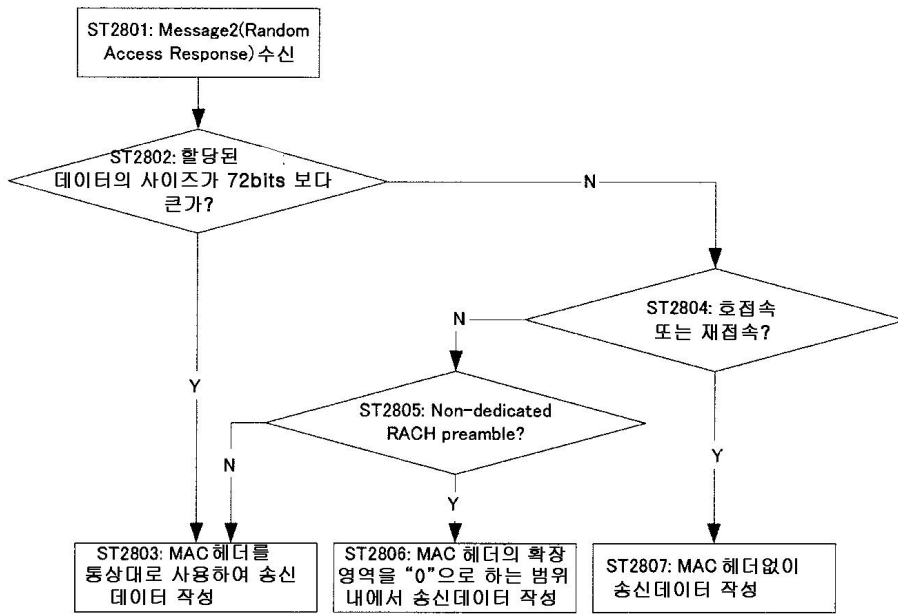 ST2801: Message2(Random
Access Response) 수신
ST2802: 할당된
데이터의 사이즈가 72bits 보다
큰가?
N
ST2804: 호접속
또는 재접속?
N
Y
ST2805: Non-dedicated
RACH preamble?
N
Y
Y
ST2803: MAC 헤더를
통상대로 사용하여 송신
데이터 작성
ST2806: MAC 헤더의 확장
영역을 “0”으로 하는 범위
내에서 송신데이터 작성
ST2807: MAC 헤더없이
송신데이터 작성